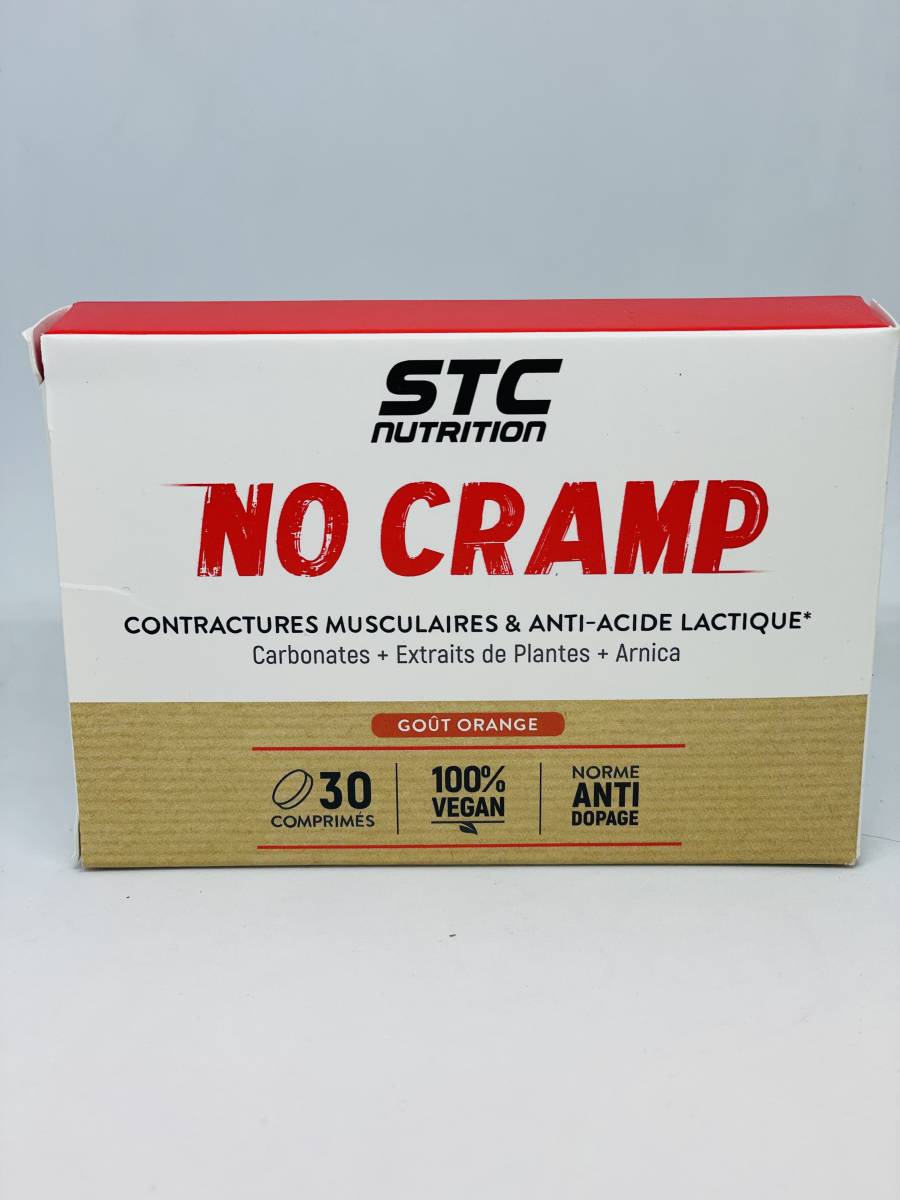 STC
NUTRITION
NO CRAMP
CONTRACTURES MUSCULAIRES & ANTI-ACIDE LACTIQUE*
Carbonates + Extraits de Plantes + Arnica
GOÛT ORANGE
30
COMPRIMÉS
100%
VEGAN
NORME
ANTI
DOPAGE